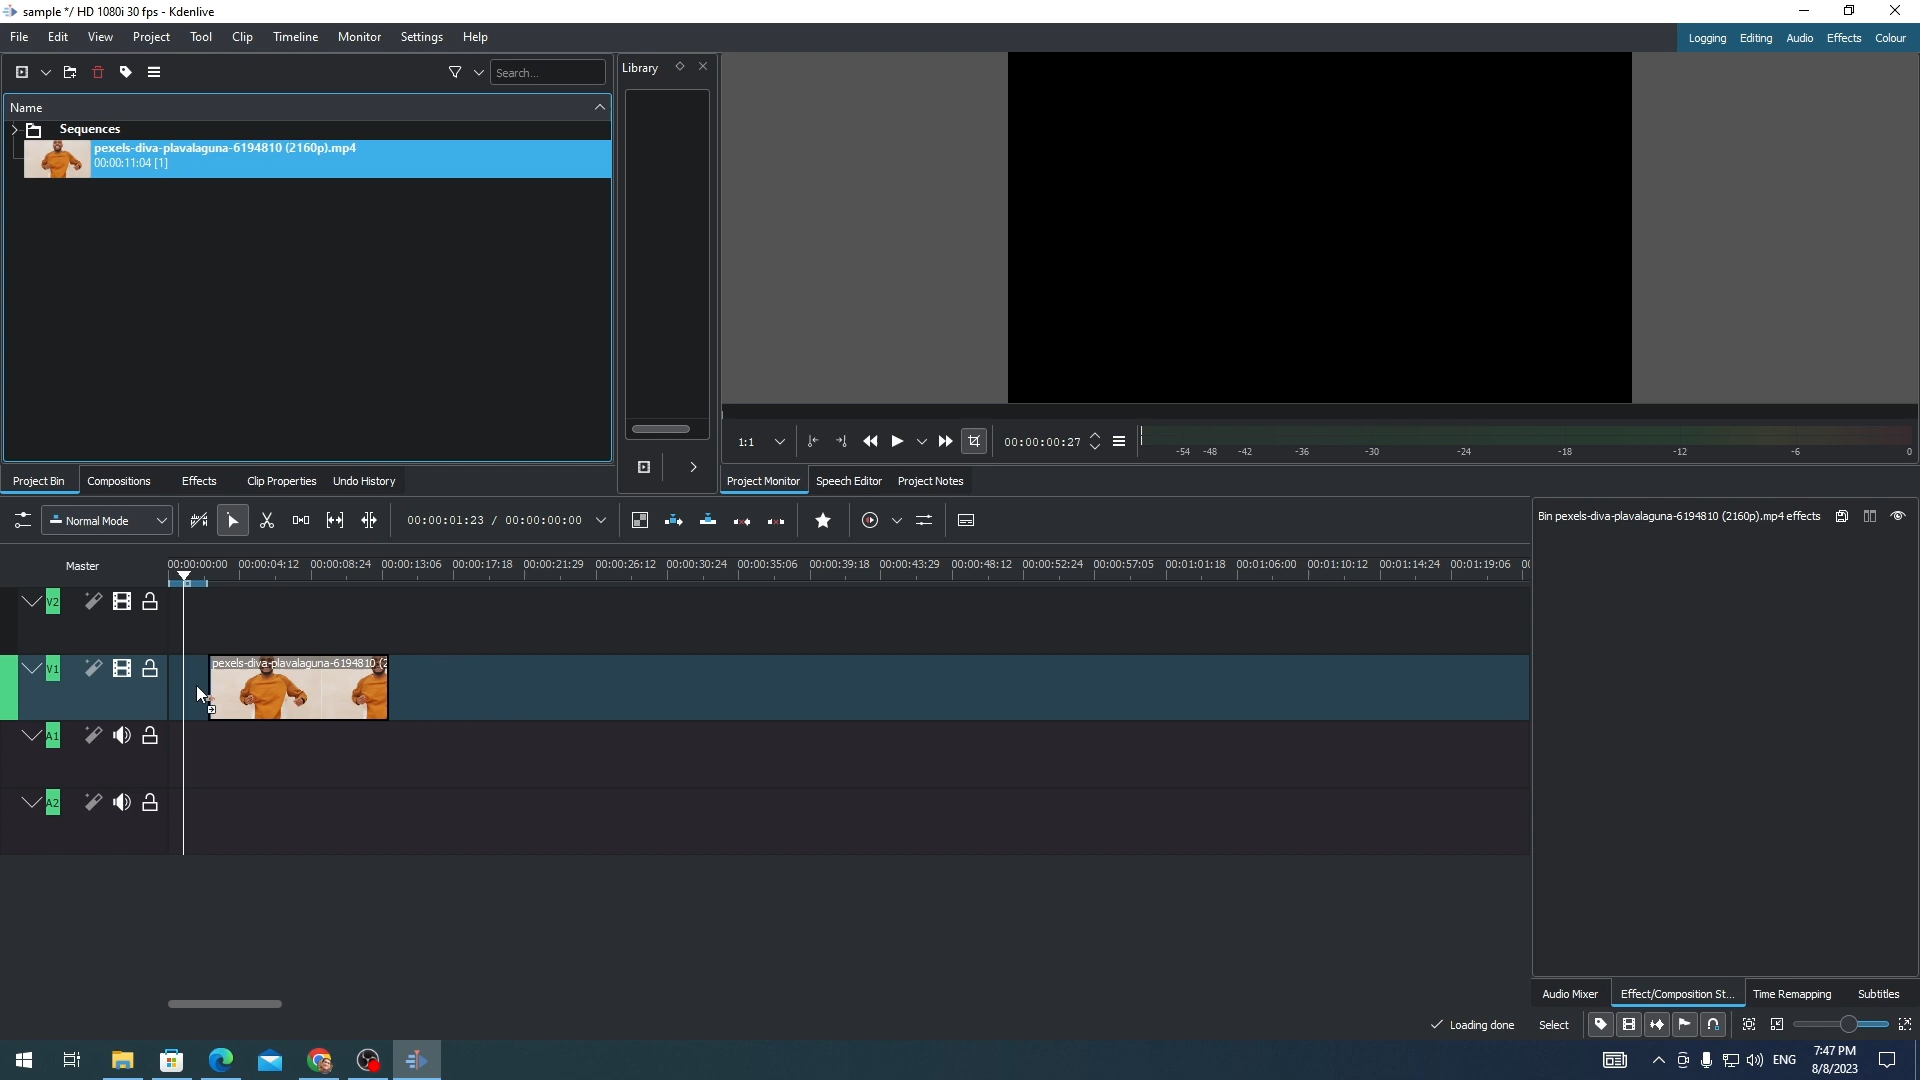 sample */ HD 1080i 30 fps - Kdenlive
File Edit View Project Tool Clip Timeline Monitor Settings Help
Logging Editing Audio Effects Colour
Search...
Library
Name
Sequences
pexels-diva-plavalaguna-6194810 (2160p).mp4
00:00:11:04 [1]
1:1
00:00:00:27
-54 -48 -42 -36 -30 -24 -18 -12 -6 0
Project Bin Compositions Effects Clip Properties Undo History
Project Monitor Speech Editor Project Notes
Normal Mode
00:00:01:23 / 00:00:00:00
Bin pexels-diva-plavalaguna-6194810 (2160p).mp4 effects
Master
00:00:00:00 00:00:04:12 00:00:08:24 00:00:13:06 00:00:17:18 00:00:21:29 00:00:26:12 00:00:30:24 00:00:35:06 00:00:39:18 00:00:43:29 00:00:48:12 00:00:52:24 00:00:57:05 00:01:01:18 00:01:06:00 00:01:10:12 00:01:14:24 00:01:19:06
V2
V1
pexels-diva-plavalaguna-6194810 (2
A1
A2
Audio Mixer Effect/Composition St... Time Remapping Subtitles
Loading done Select
ENG
7:47 PM
8/8/2023